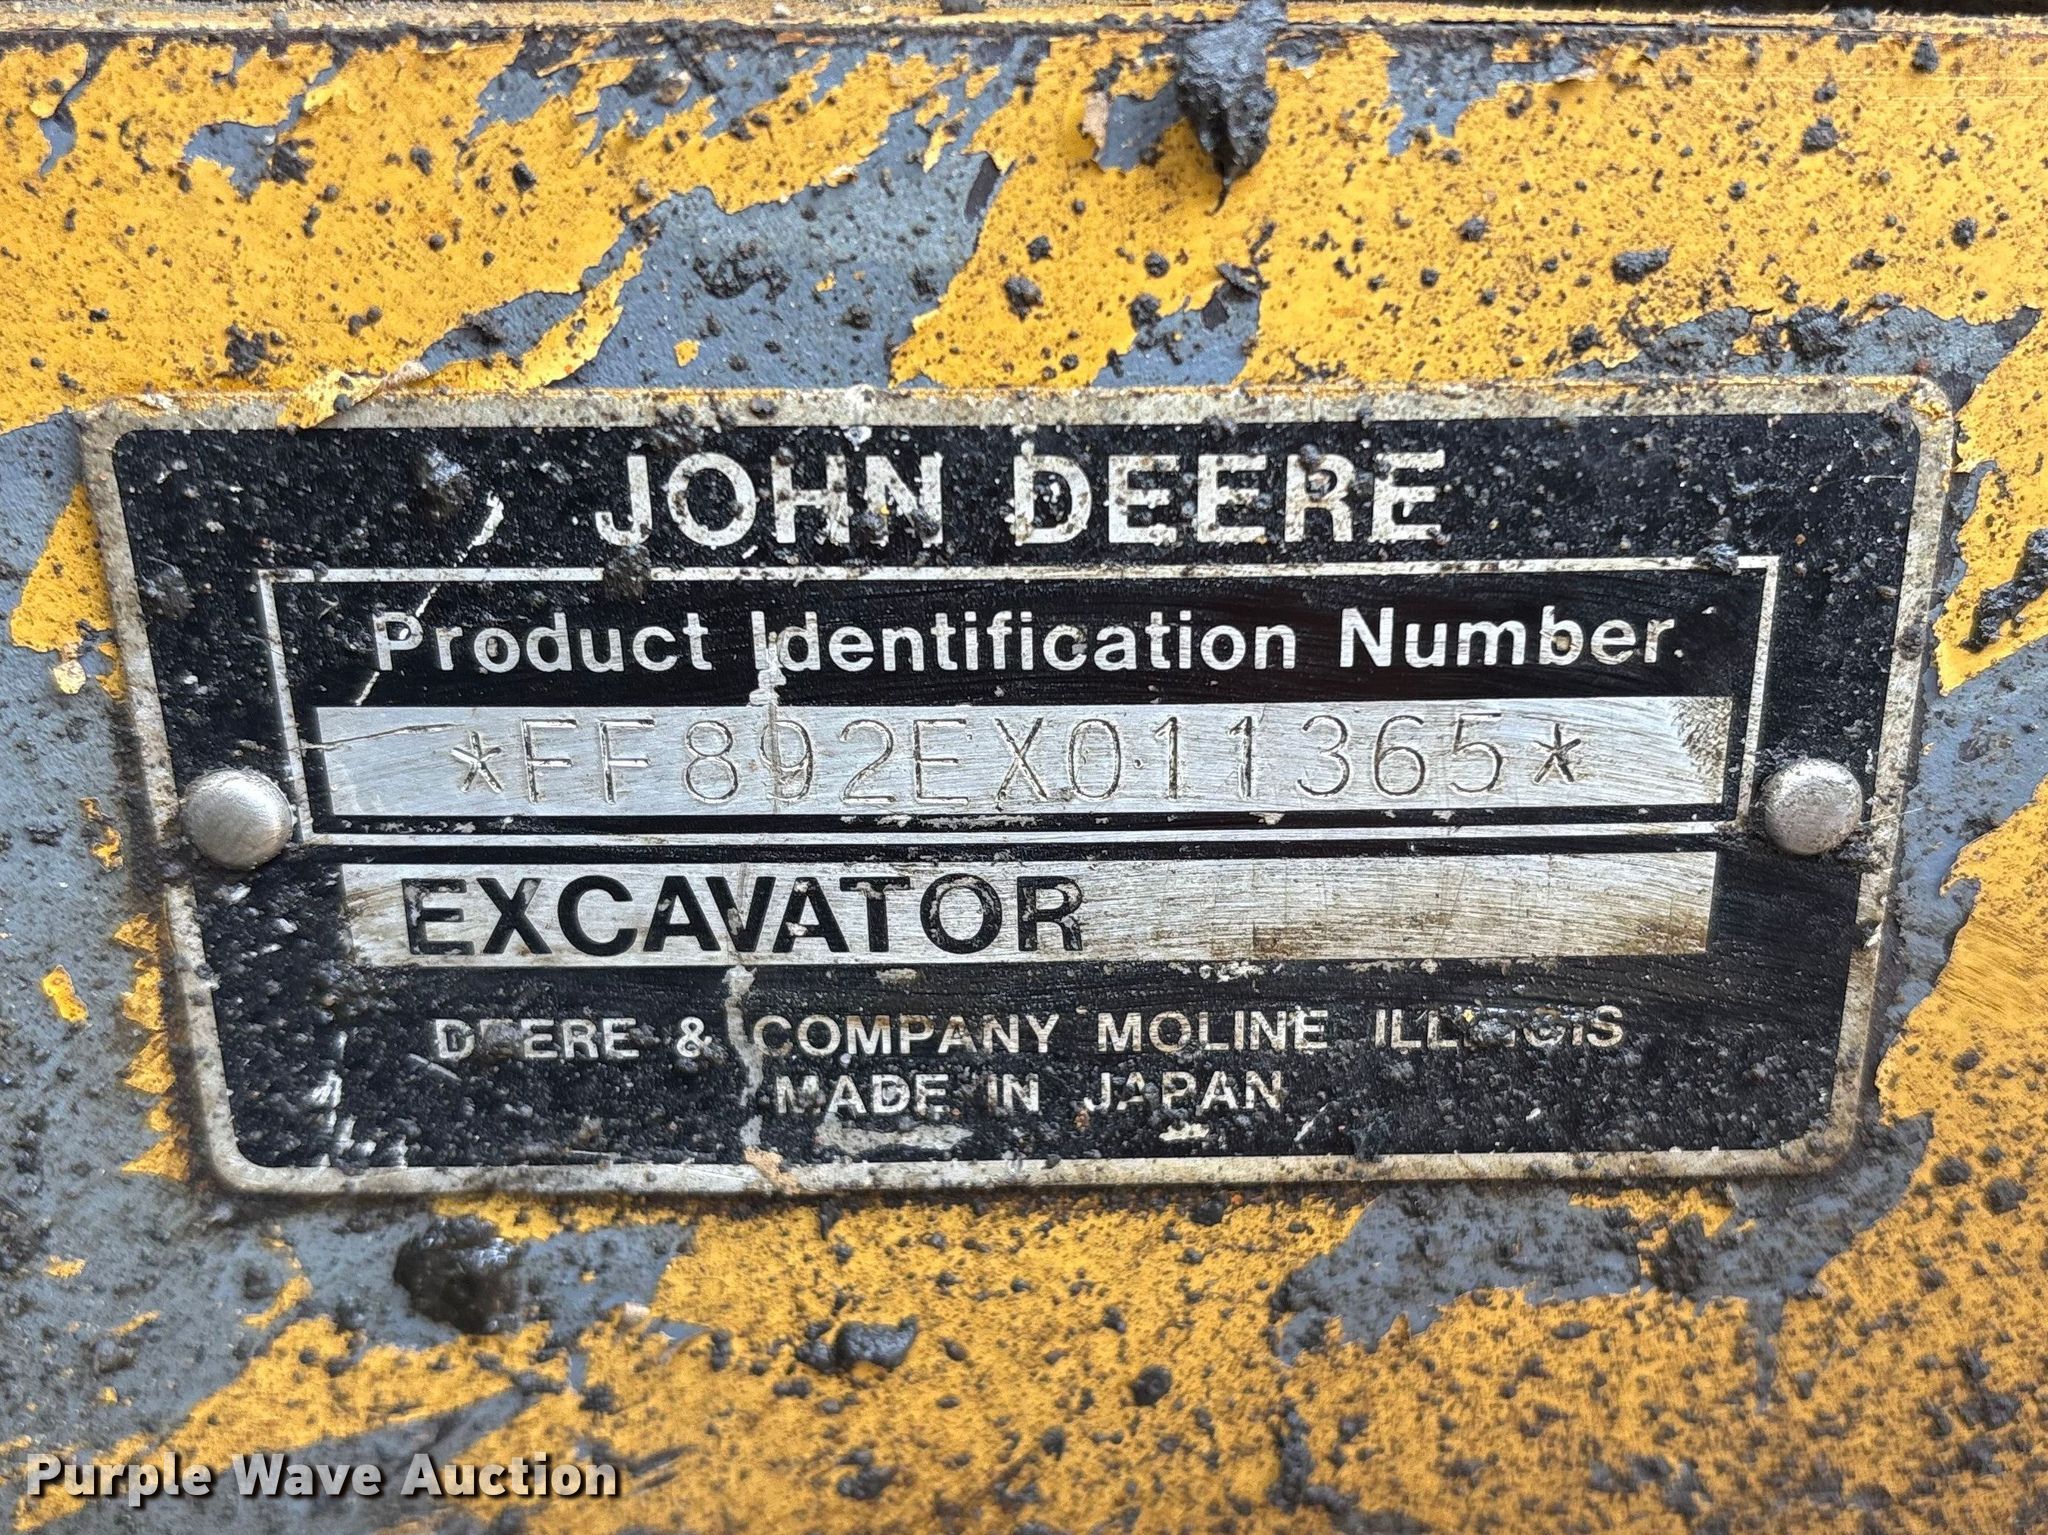 JOHN DEERE
Product Identification Number
*FF892EX011365*
EXCAVATOR
DEERE & COMPANY MOLINE ILLINOIS
MADE IN JAPAN
Purple Wave Auction